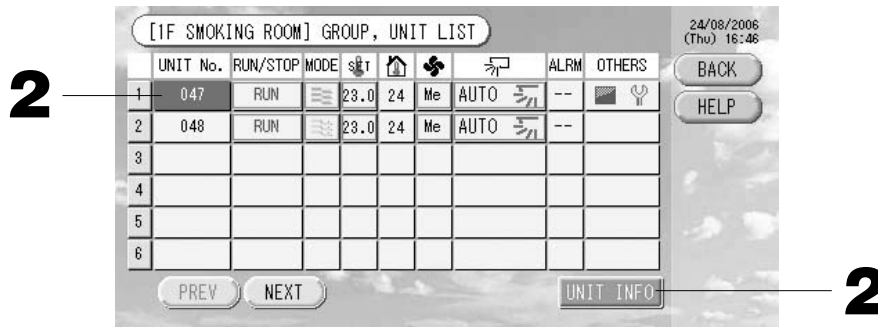 [1F SMOKING ROOM] GROUP, UNIT LIST
24/08/2006
(Thu) 16:46
UNIT No. RUN/STOP MODE SET ALRM OTHERS
BACK
2
1 047 RUN 23.0 24 Me AUTO --
HELP
2 048 RUN 23.0 24 Me AUTO --
3
4
5
6
PREV NEXT UNIT INFO
2